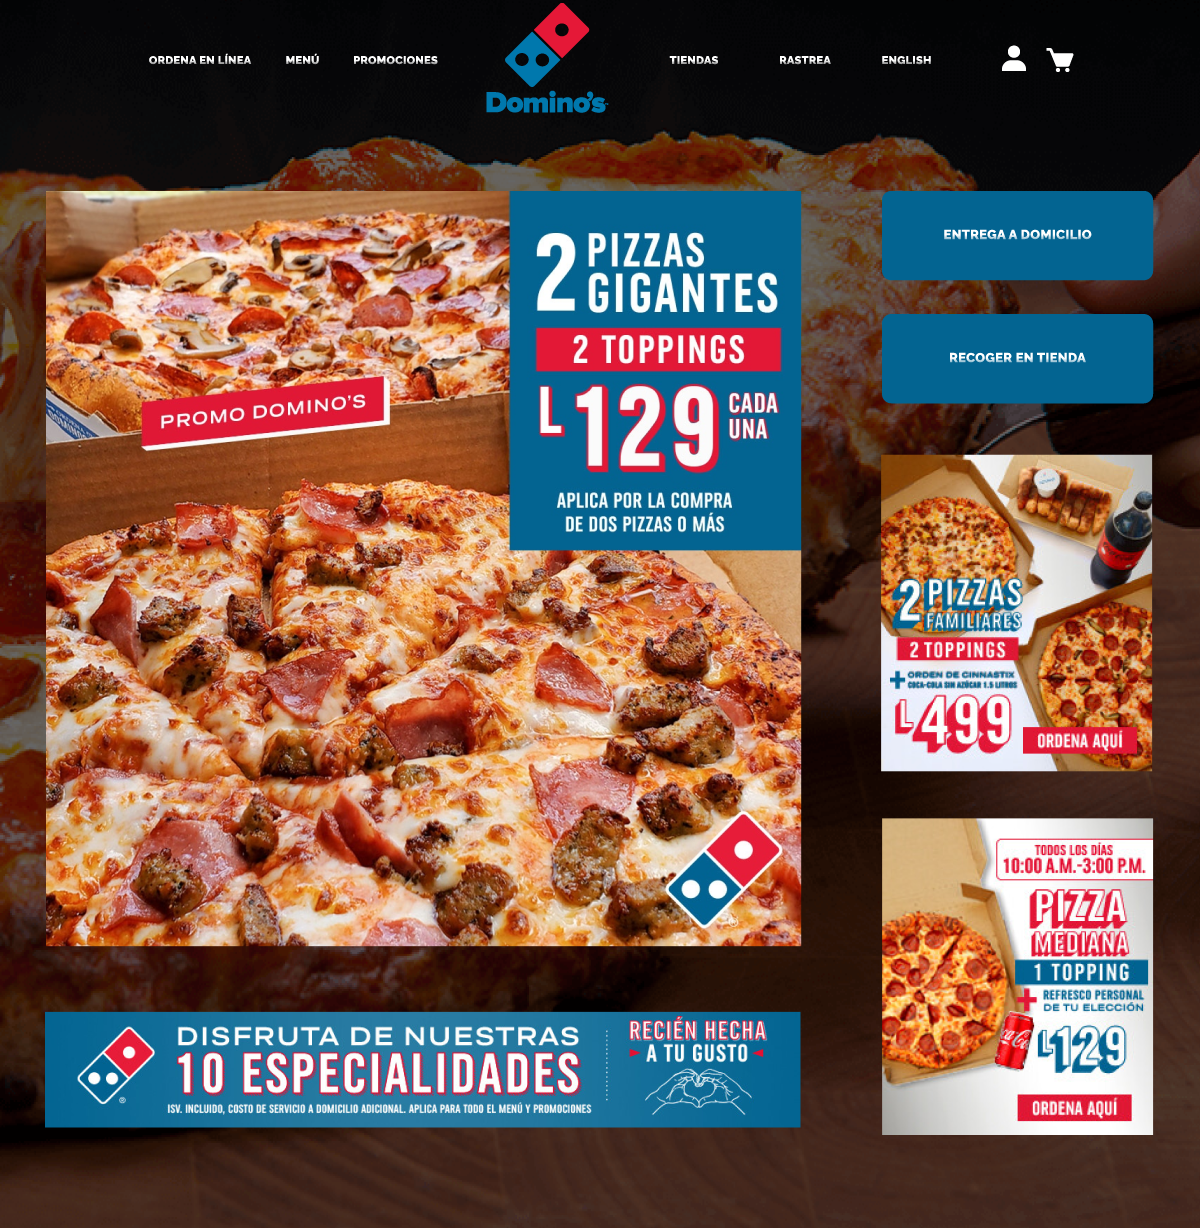 ORDENA EN LÍNEA
MENÚ
PROMOCIONES
Domino's
TIENDAS
RASTREA
ENGLISH
2 PIZZAS
GIGANTES
2 TOPPINGS
L129 CADA
UNA
APLICA POR LA COMPRA
DE DOS PIZZAS O MÁS
PROMO DOMINO'S
ENTREGA A DOMICILIO
RECOGER EN TIENDA
2 PIZZAS
FAMILIARES
2 TOPPINGS
+ ORDEN DE CINNASTIX
COCA-COLA SIN AZÚCAR 1.5 LITROS
L499
ORDENA AQUÍ
TODOS LOS DÍAS
10:00 A.M.-3:00 P.M.
PIZZA
MEDIANA
1 TOPPING
+ REFRESCO PERSONAL
DE TU ELECCIÓN
L129
ORDENA AQUÍ
DISFRUTA DE NUESTRAS
10 ESPECIALIDADES
ISV. INCLUIDO, COSTO DE SERVICIO A DOMICILIO ADICIONAL. APLICA PARA TODO EL MENÚ Y PROMOCIONES
RECIÉN HECHA
A TU GUSTO
®